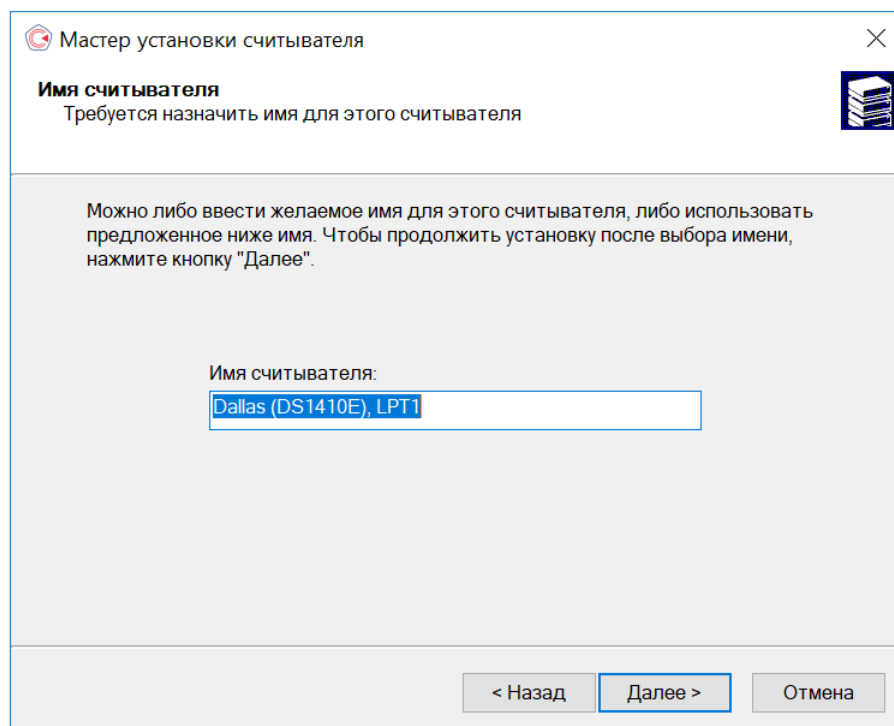 Мастер установки считывателя
Имя считывателя
Требуется назначить имя для этого считывателя
Можно либо ввести желаемое имя для этого считывателя, либо использовать
предложенное ниже имя. Чтобы продолжить установку после выбора имени,
нажмите кнопку "Далее".
Имя считывателя:
Dallas (DS1410E), LPT1
< Назад
Далее >
Отмена